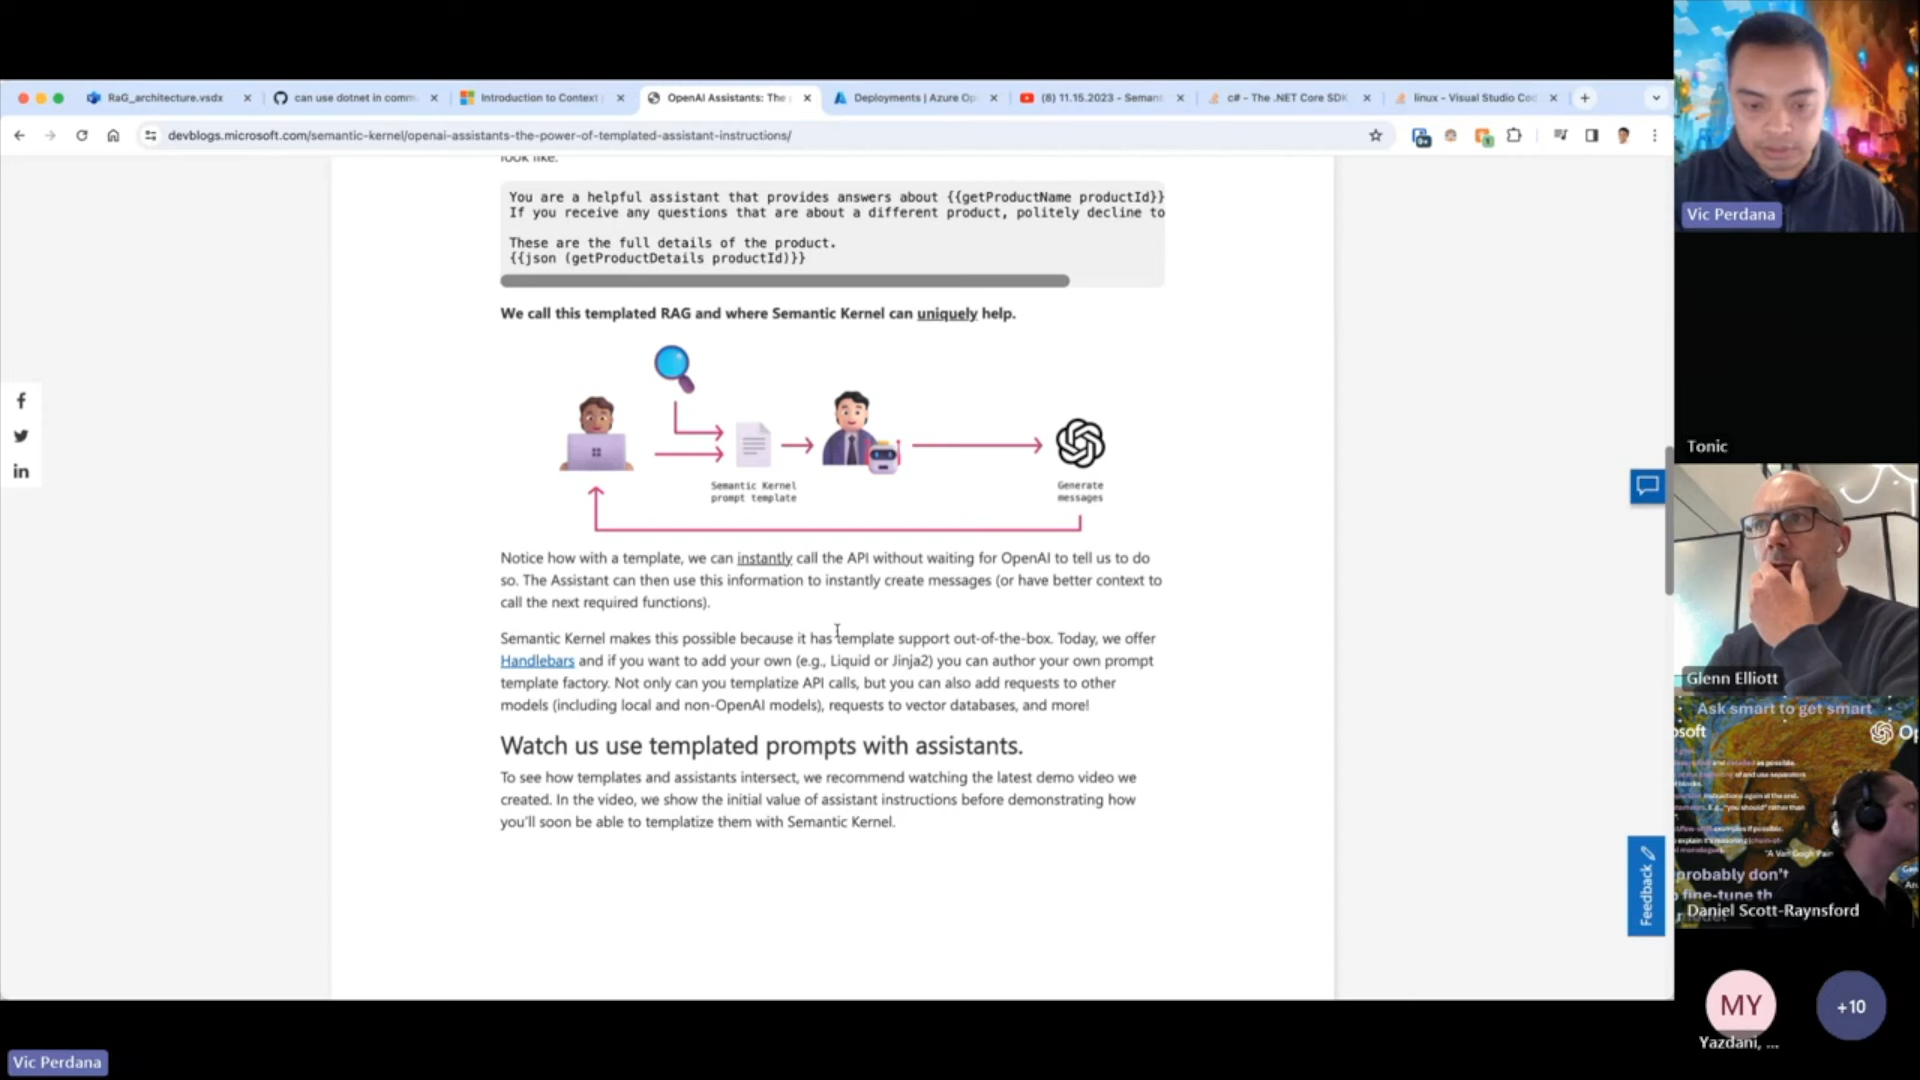 RaG_architecture.vsdx
can use dotnet in comm
Introduction to Context
OpenAI Assistants: The
Deployments | Azure Op
(8) 11.15.2023 - Semant
c# - The .NET Core SDK
linux - Visual Studio Cod
devblogs.microsoft.com/semantic-kernel/openai-assistants-the-power-of-templated-assistant-instructions/
look like.
You are a helpful assistant that provides answers about {{getProductName productId}}
If you receive any questions that are about a different product, politely decline to
These are the full details of the product.
{{json (getProductDetails productId)}}
We call this templated RAG and where Semantic Kernel can uniquely help.
Semantic Kernel
prompt template
Generate
messages
Notice how with a template, we can instantly call the API without waiting for OpenAI to tell us to do
so. The Assistant can then use this information to instantly create messages (or have better context to
call the next required functions).
Semantic Kernel makes this possible because it has template support out-of-the-box. Today, we offer
Handlebars and if you want to add your own (e.g., Liquid or Jinja2) you can author your own prompt
template factory. Not only can you templatize API calls, but you can also add requests to other
models (including local and non-OpenAI models), requests to vector databases, and more!
Watch us use templated prompts with assistants.
To see how templates and assistants intersect, we recommend watching the latest demo video we
created. In the video, we show the initial value of assistant instructions before demonstrating how
you'll soon be able to templatize them with Semantic Kernel.
Feedback
Vic Perdana
Tonic
Glenn Elliott
Ask smart to get smart
osoft
Op
"A Van Gogh Pain
probably don't
fine-tune th
Daniel Scott-Raynsford
MY
+10
Yazdani, ...
Vic Perdana